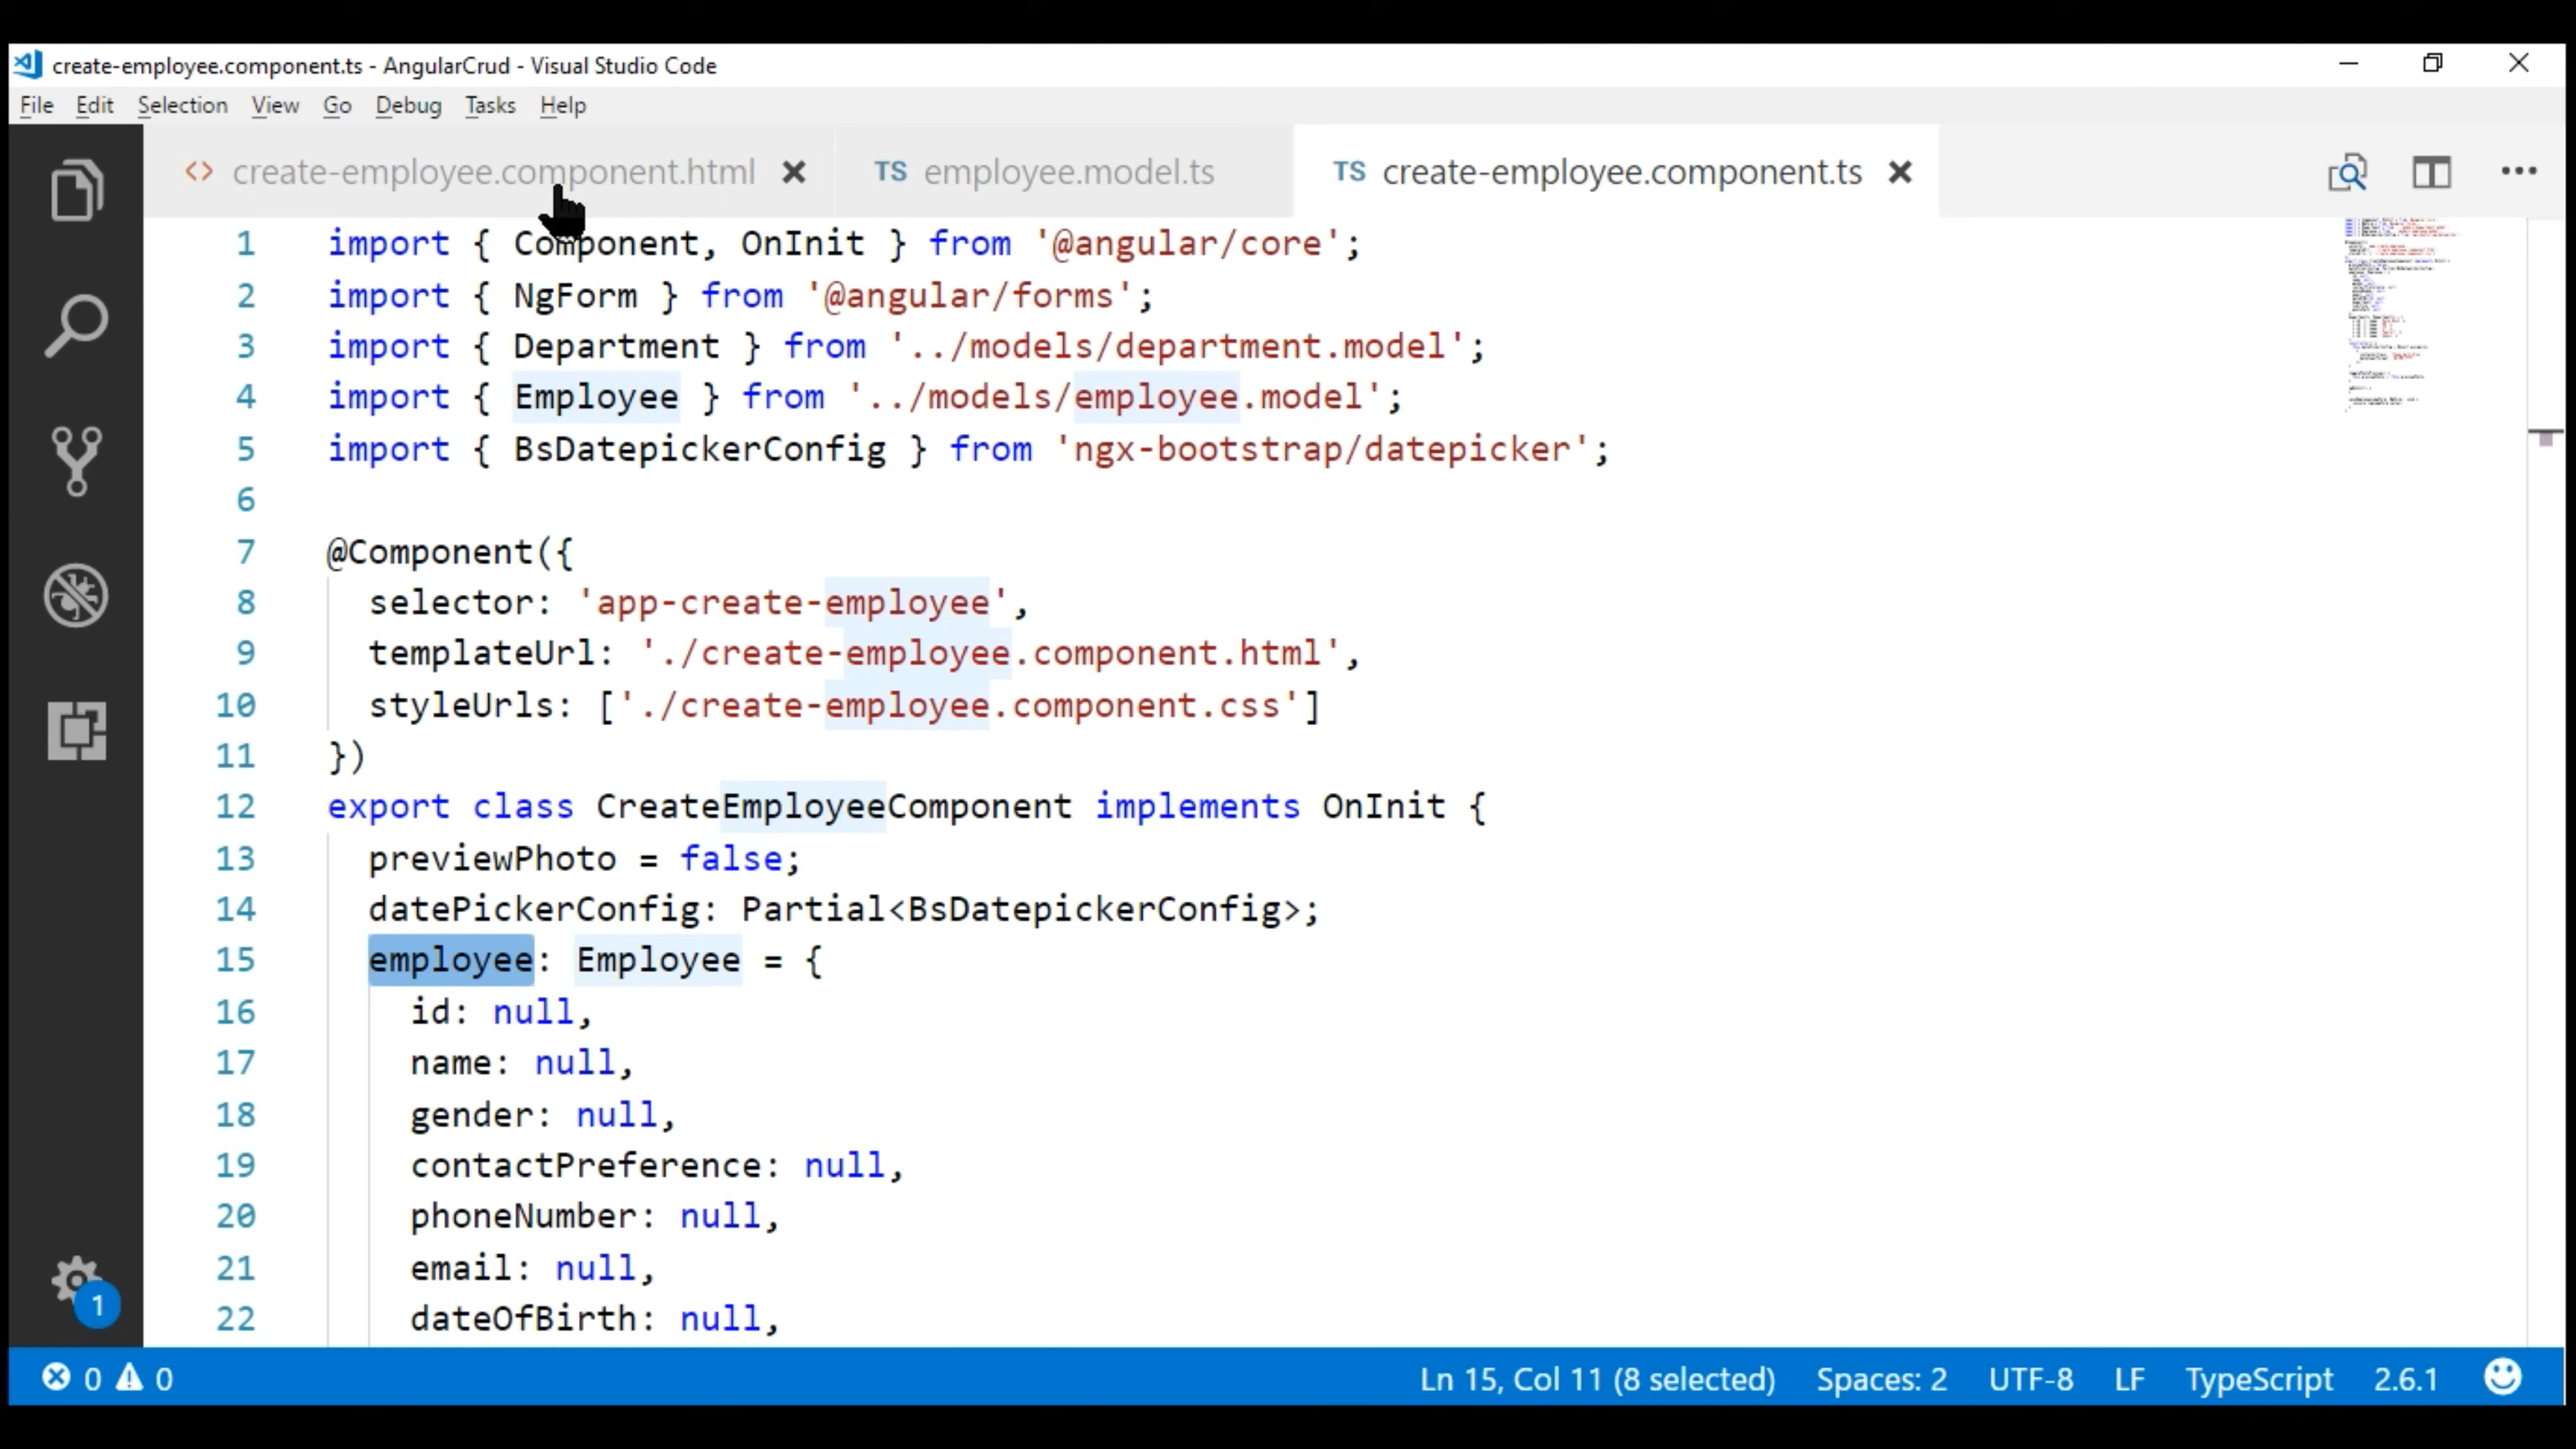 create-employee.component.ts - AngularCrud - Visual Studio Code
File Edit Selection View Go Debug Tasks Help
<> create-employee.component.html TS employee.model.ts TS create-employee.component.ts
1 import { Component, OnInit } from '@angular/core';
2 import { NgForm } from '@angular/forms';
3 import { Department } from '../models/department.model';
4 import { Employee } from '../models/employee.model';
5 import { BsDatepickerConfig } from 'ngx-bootstrap/datepicker';
6
7 @Component({
8 selector: 'app-create-employee',
9 templateUrl: './create-employee.component.html',
10 styleUrls: ['./create-employee.component.css']
11 })
12 export class CreateEmployeeComponent implements OnInit {
13 previewPhoto = false;
14 datePickerConfig: Partial<BsDatepickerConfig>;
15 employee: Employee = {
16 id: null,
17 name: null,
18 gender: null,
19 contactPreference: null,
20 phoneNumber: null,
21 email: null,
22 dateOfBirth: null,
1
0 0 Ln 15, Col 11 (8 selected) Spaces: 2 UTF-8 LF TypeScript 2.6.1